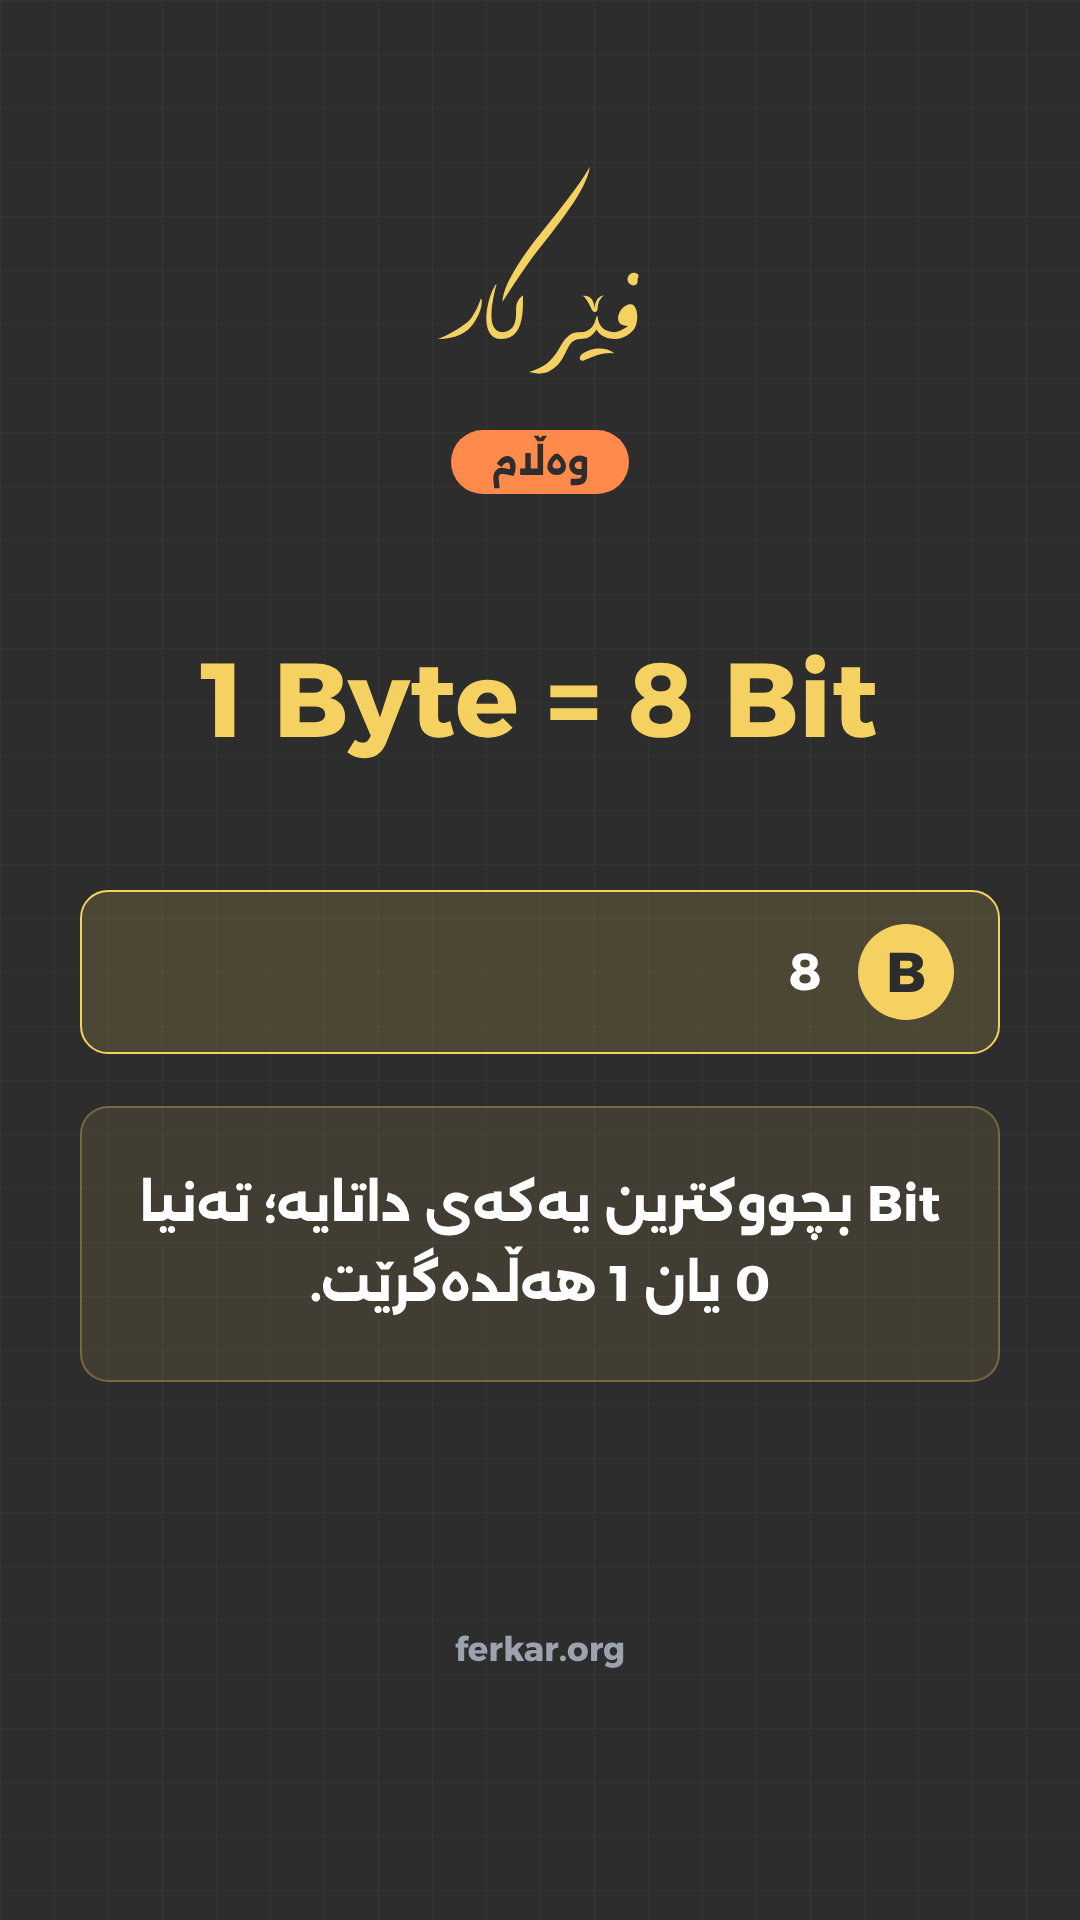 فێرکار
وەڵام
1 Byte = 8 Bit
B 8
Bit بچووکترین یەکەی داتایە؛ تەنیا
0 یان 1 هەڵدەگرێت.
ferkar.org